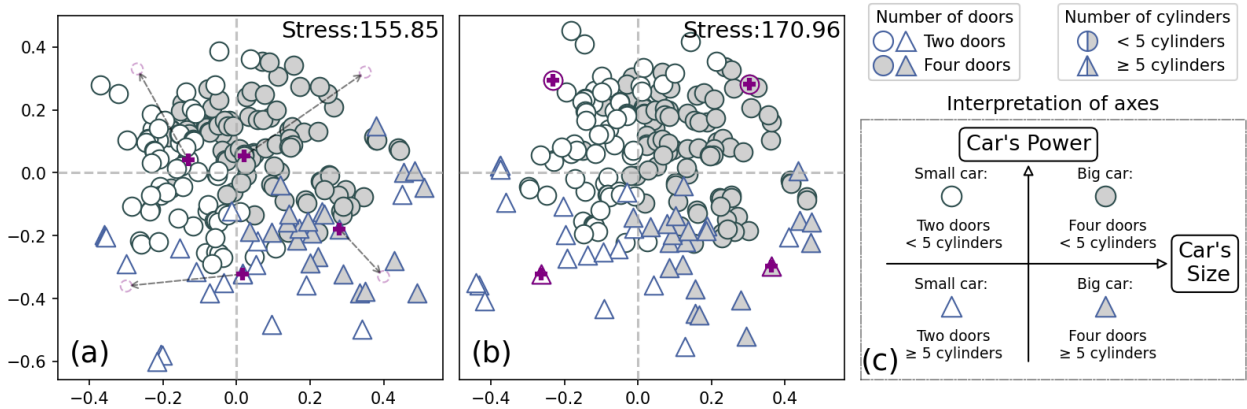 Stress:155.85
0.4
0.2
0.0
−0.2
−0.4
−0.6
(a)
−0.4
−0.2
0.0
0.2
0.4
Stress:170.96
(b)
−0.4
−0.2
0.0
0.2
0.4
Number of doors
Two doors
Four doors
Number of cylinders
< 5 cylinders
≥ 5 cylinders
Interpretation of axes
Car's Power
Small car:
Two doors
< 5 cylinders
Big car:
Four doors
< 5 cylinders
Car's
Size
Small car:
Two doors
≥ 5 cylinders
Big car:
Four doors
≥ 5 cylinders
(c)